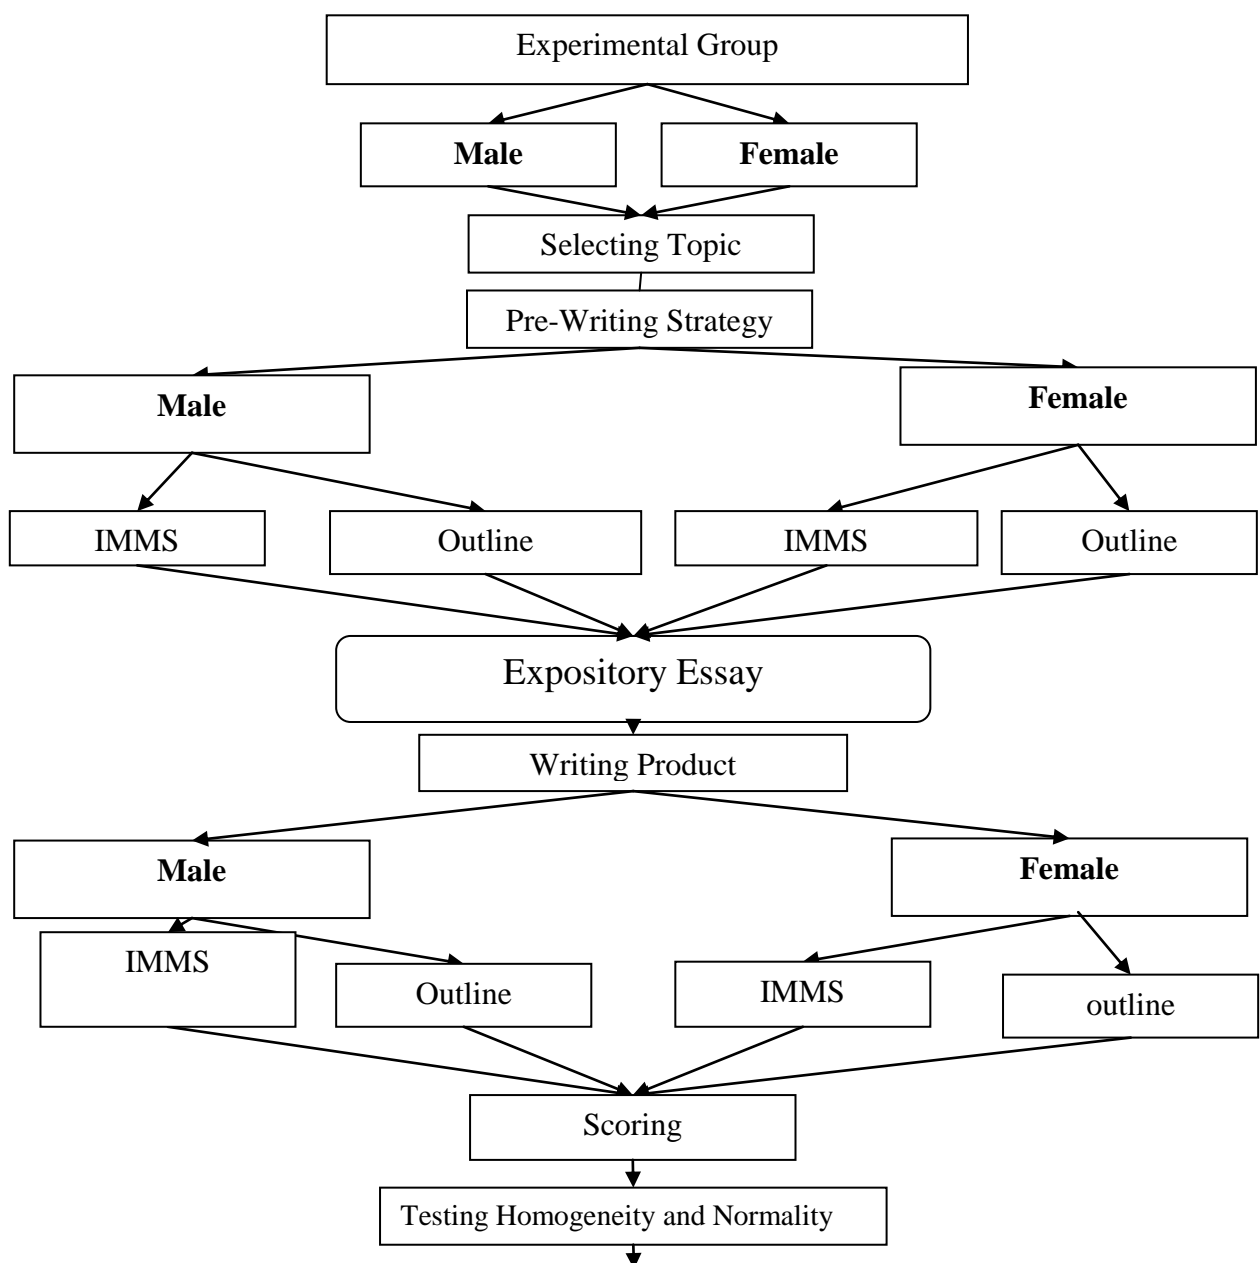 Experimental Group
Male
Female
Selecting Topic
Pre-Writing Strategy
Male
Female
IMMS
Outline
IMMS
Outline
Expository Essay
Writing Product
Male
Female
IMMS
Outline
IMMS
outline
Scoring
Testing Homogeneity and Normality